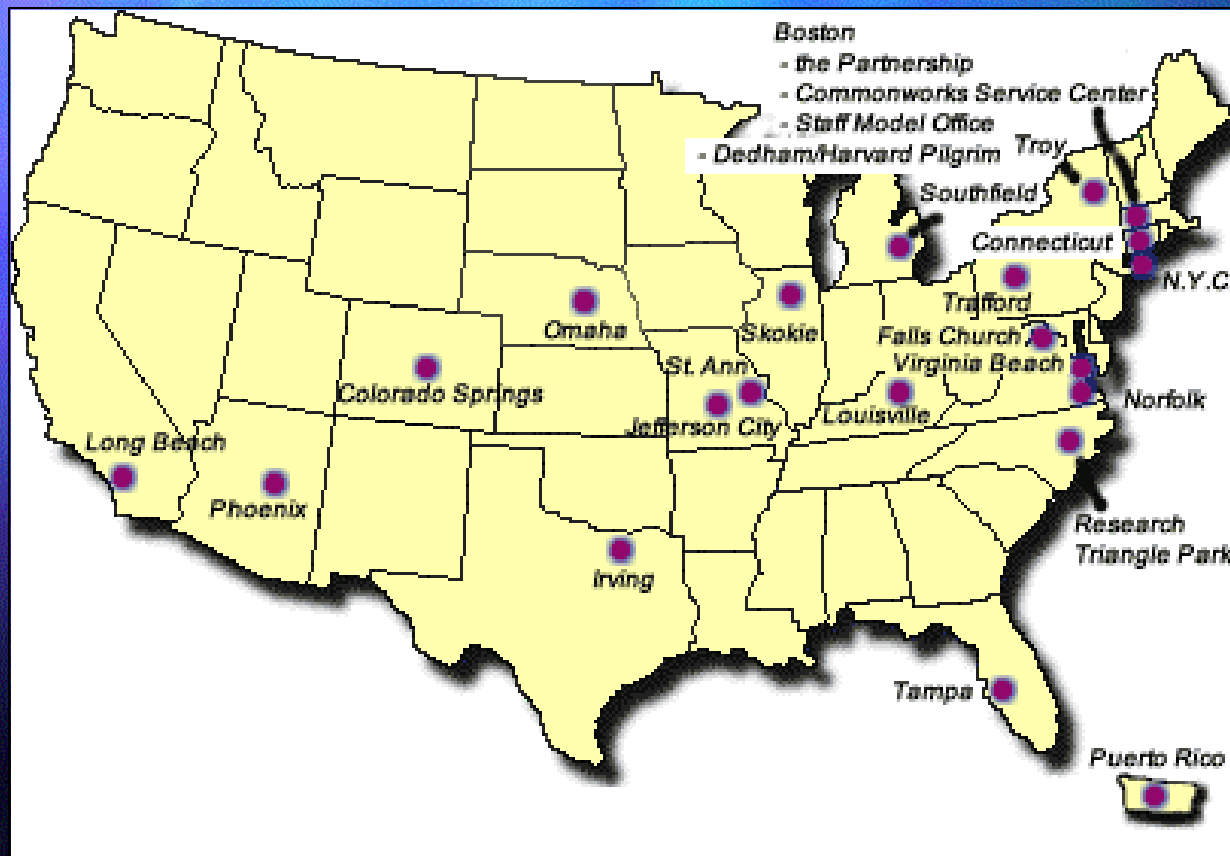 Boston
- the Partnership
- Commonworks Service Center
- Staff Model Office
- Dedham/Harvard Pilgrim
Troy
Southfield
Connecticut
N.Y.C
Trafford
Omaha
Skokie
Falls Church
St. Ann
Virginia Beach
Colorado Springs
Jefferson City
Louisville
Norfolk
Long Beach
Phoenix
Research
Triangle Park
Irving
Tampa
Puerto Rico